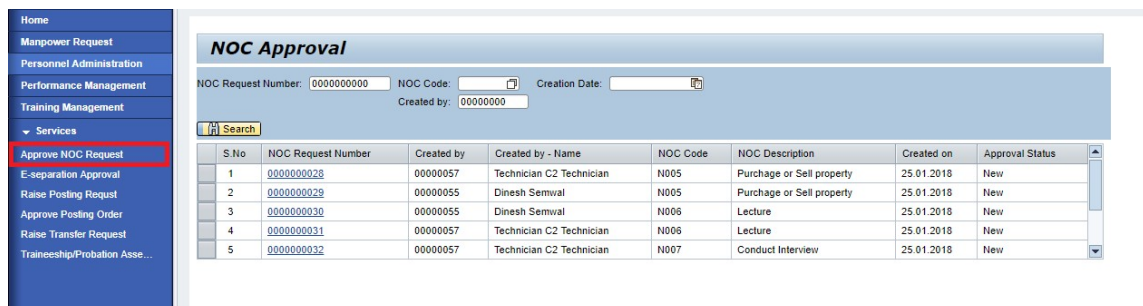 Home
Manpower Request
Personnel Administration
Performance Management
Training Management
Services
Approve NOC Request
E-separation Approval
Raise Posting Requst
Approve Posting Order
Raise Transfer Request
Traineeship/Probation Asse...
NOC Approval
NOC Request Number: 0000000000 NOC Code: Creation Date:
Created by: 00000000
Search
S.No NOC Request Number Created by Created by - Name NOC Code NOC Description Created on Approval Status
1 0000000028 00000057 Technician C2 Technician N005 Purchage or Sell property 25.01.2018 New
2 0000000029 00000055 Dinesh Semwal N005 Purchage or Sell property 25.01.2018 New
3 0000000030 00000055 Dinesh Semwal N006 Lecture 25.01.2018 New
4 0000000031 00000057 Technician C2 Technician N006 Lecture 25.01.2018 New
5 0000000032 00000057 Technician C2 Technician N007 Conduct Interview 25.01.2018 New